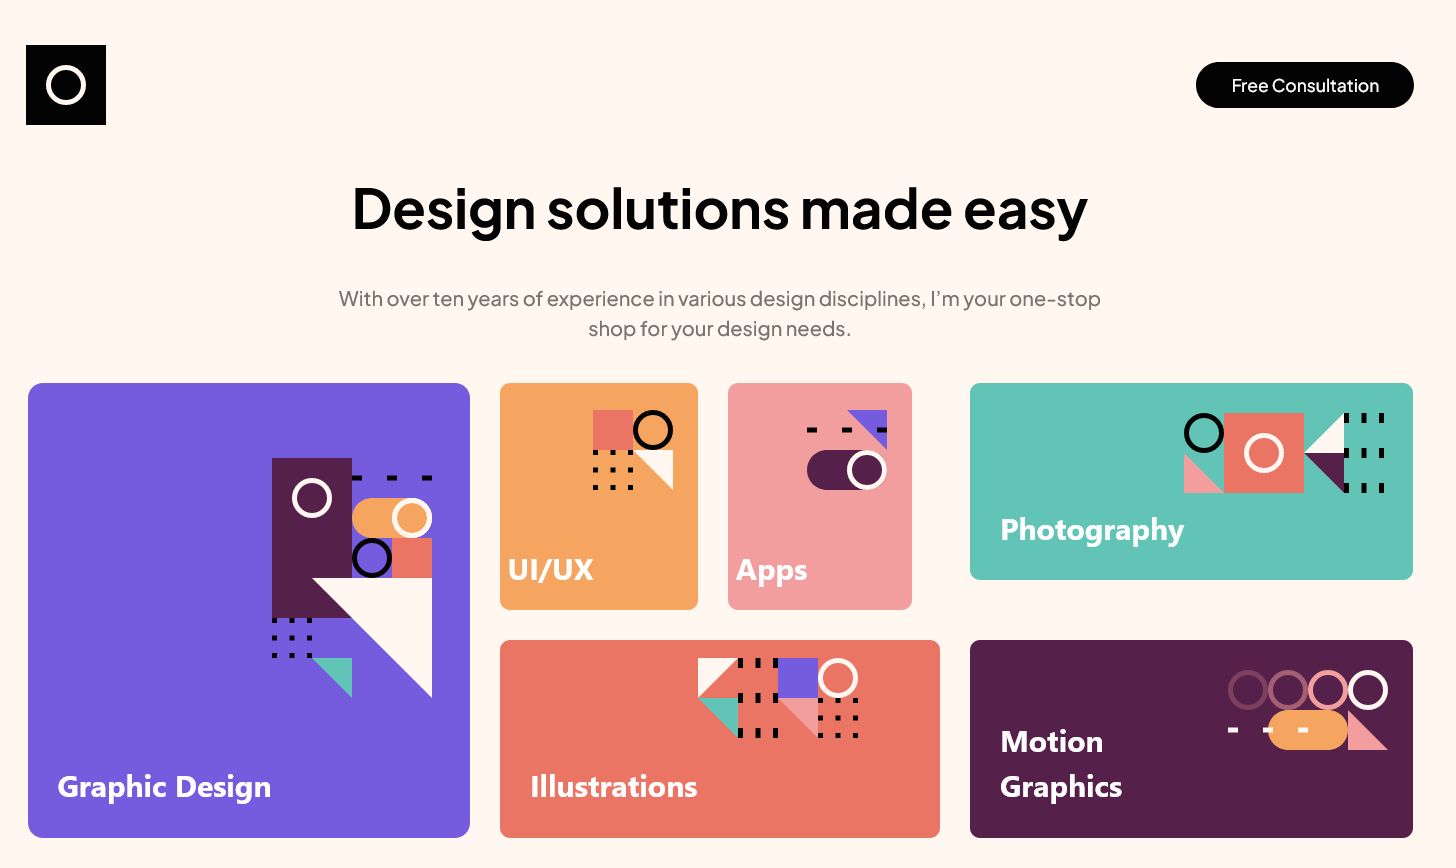 Free Consultation
Design solutions made easy
With over ten years of experience in various design disciplines, I’m your one-stop
shop for your design needs.
Graphic Design
UI/UX
Apps
Photography
Illustrations
Motion
Graphics